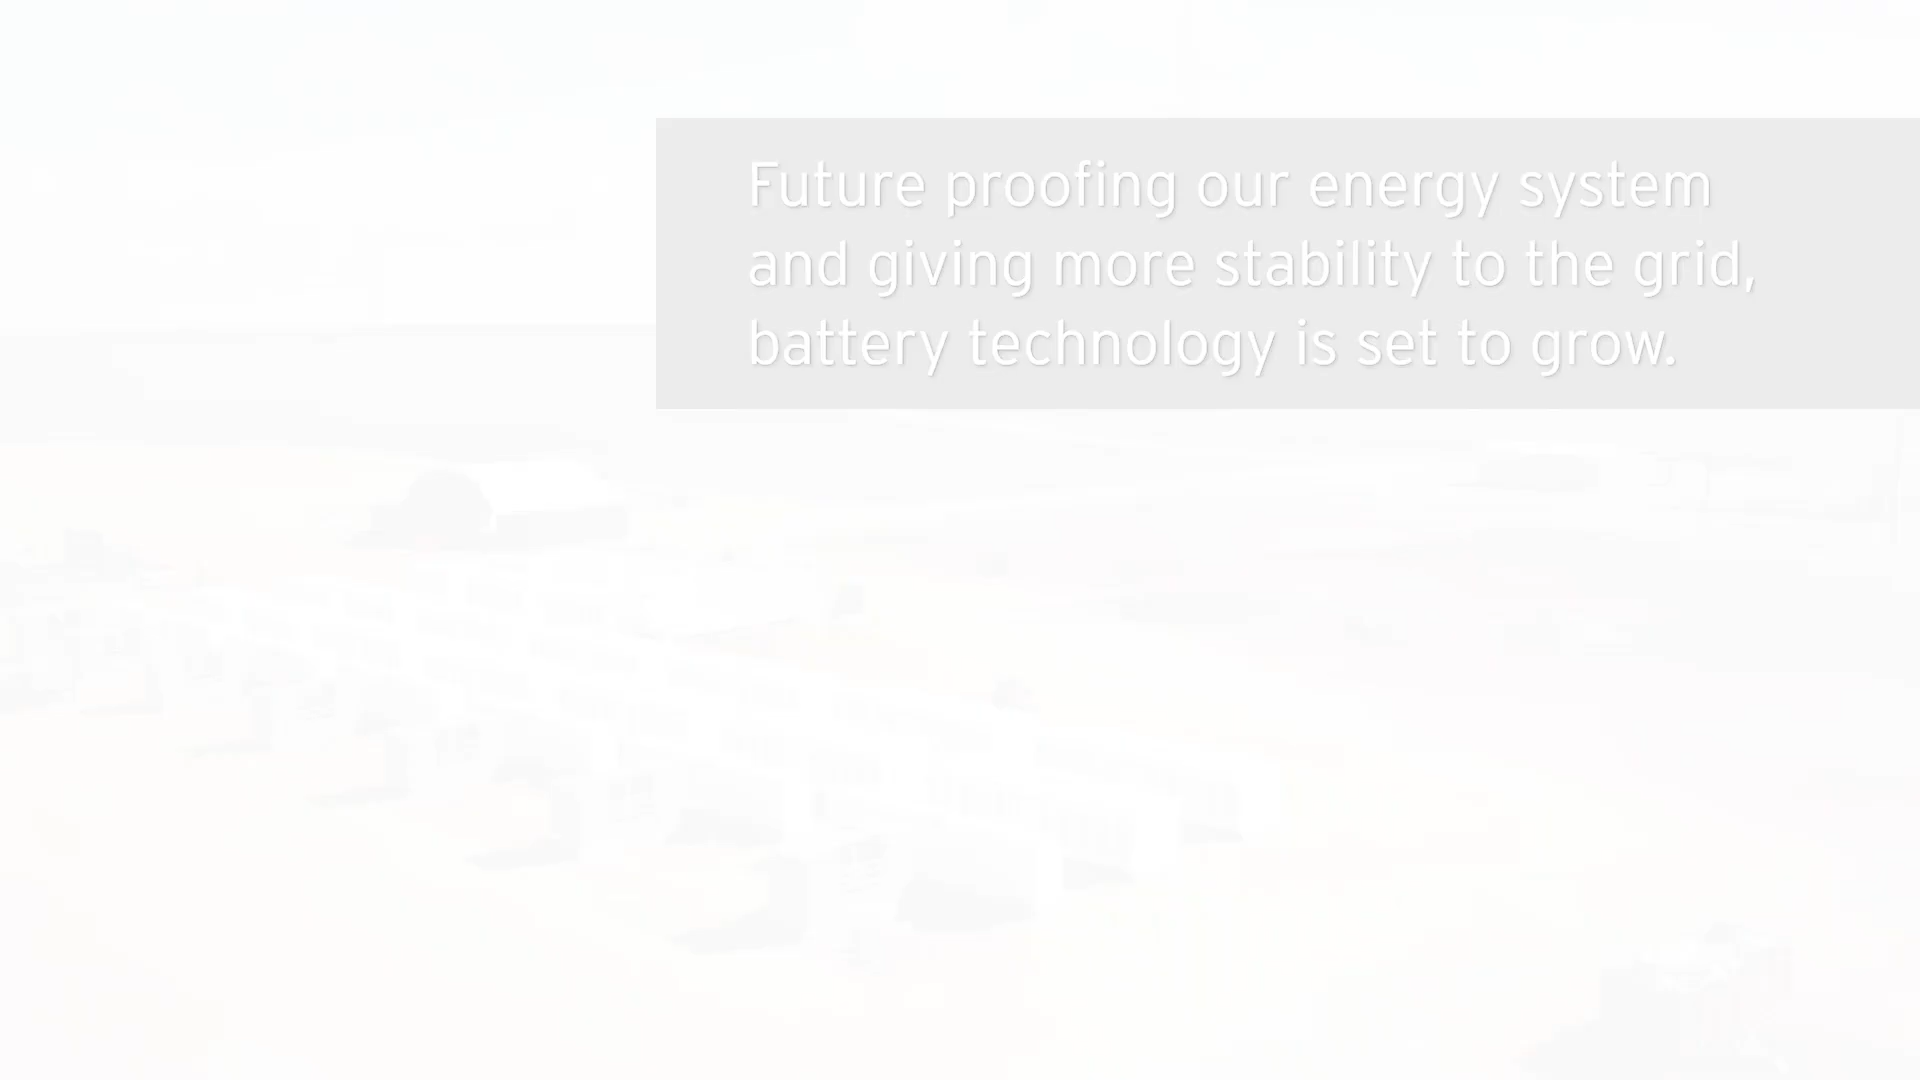 Future proofing our energy system
and giving more stability to the grid,
battery technology is set to grow.